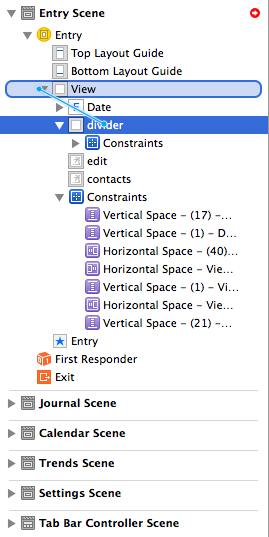 Entry Scene
Entry
Top Layout Guide
Bottom Layout Guide
View
Date
divider
Constraints
edit
contacts
Constraints
Vertical Space - (17) -...
Vertical Space - (1) - D...
Horizontal Space - (40)...
Horizontal Space - Vie...
Vertical Space - (1) - Vi...
Horizontal Space - Vie...
Vertical Space - (21) -...
Entry
First Responder
Exit
Journal Scene
Calendar Scene
Trends Scene
Settings Scene
Tab Bar Controller Scene